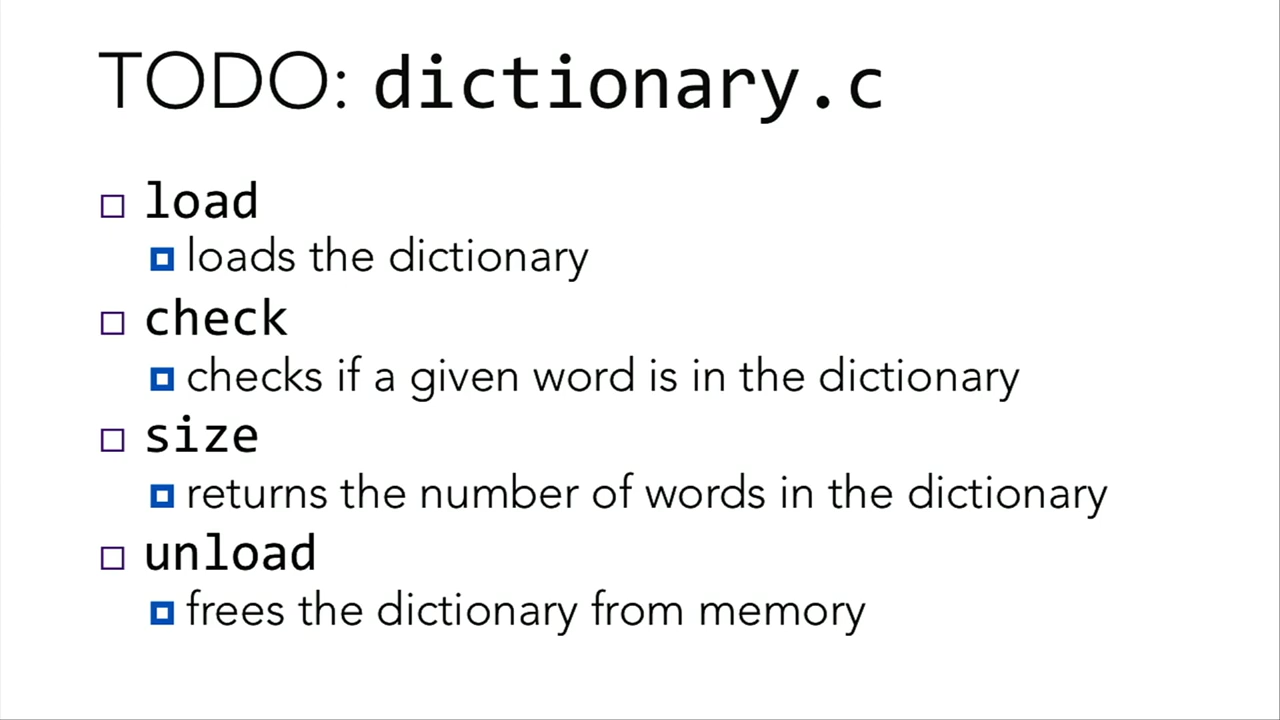 TODO: dictionary.c
load
loads the dictionary
check
checks if a given word is in the dictionary
size
returns the number of words in the dictionary
unload
frees the dictionary from memory